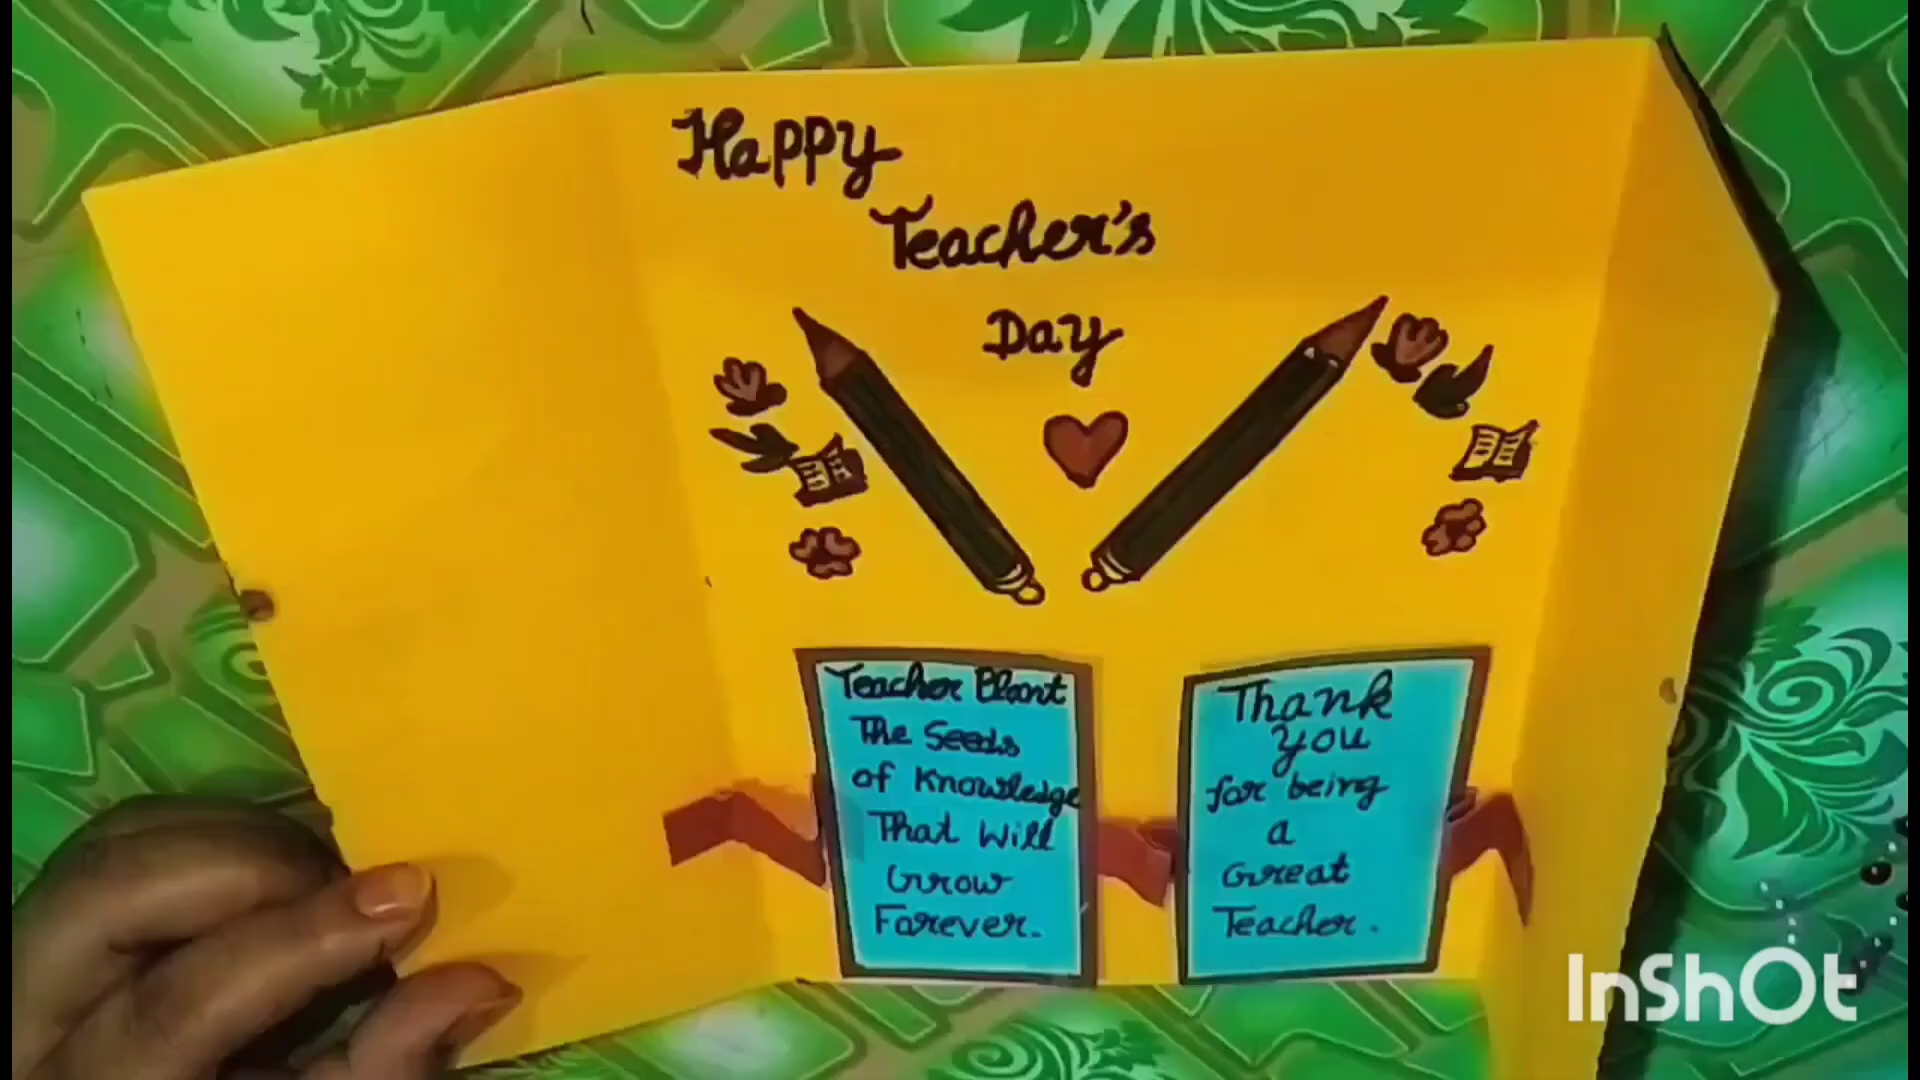 Happy
Teacher's
Day
Teacher Plant
The Seeds
of Knowledge
That Will
Grow
Forever.
Thank
you
for being
a
Great
Teacher.
InShOt